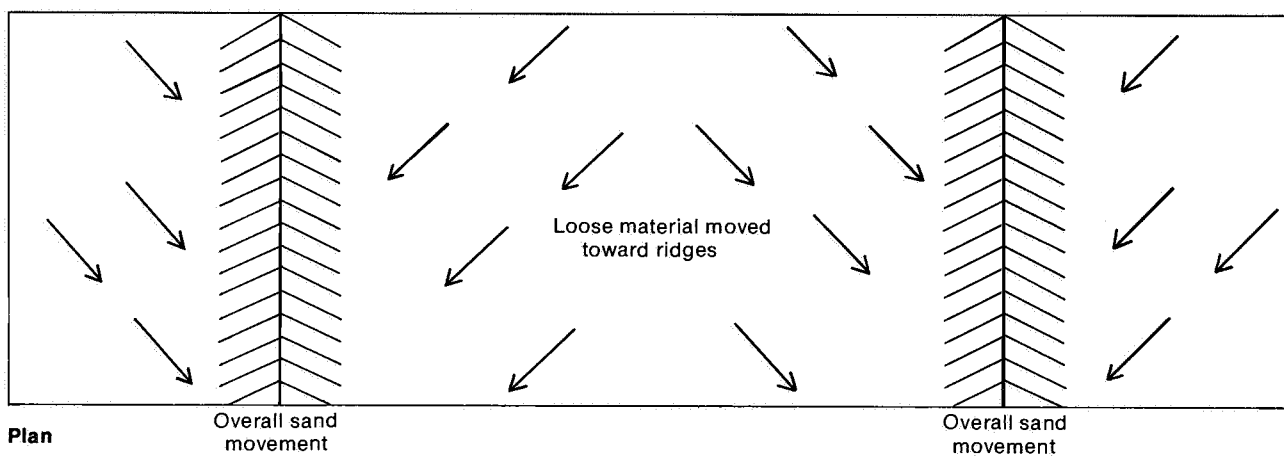 Loose material moved
toward ridges
Plan
Overall sand
movement
Overall sand
movement